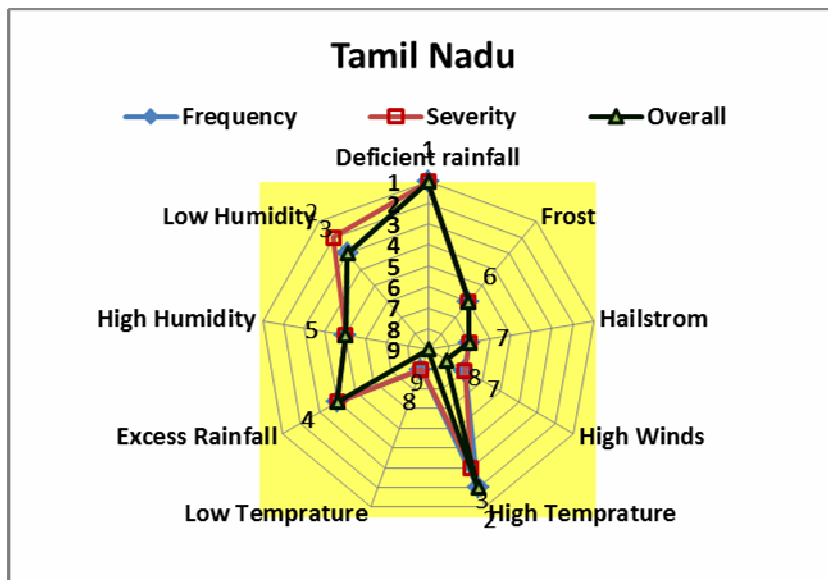 Tamil Nadu
Frequency Severity Overall
1
Deficient rainfall
1
2
Low Humidity 2 Frost
3 3
4
5 6
6
High Humidity 5 7 7 Hailstrom
8
9 8 7
9
4 8
Excess Rainfall High Winds
3
Low Temprature 2 High Temprature